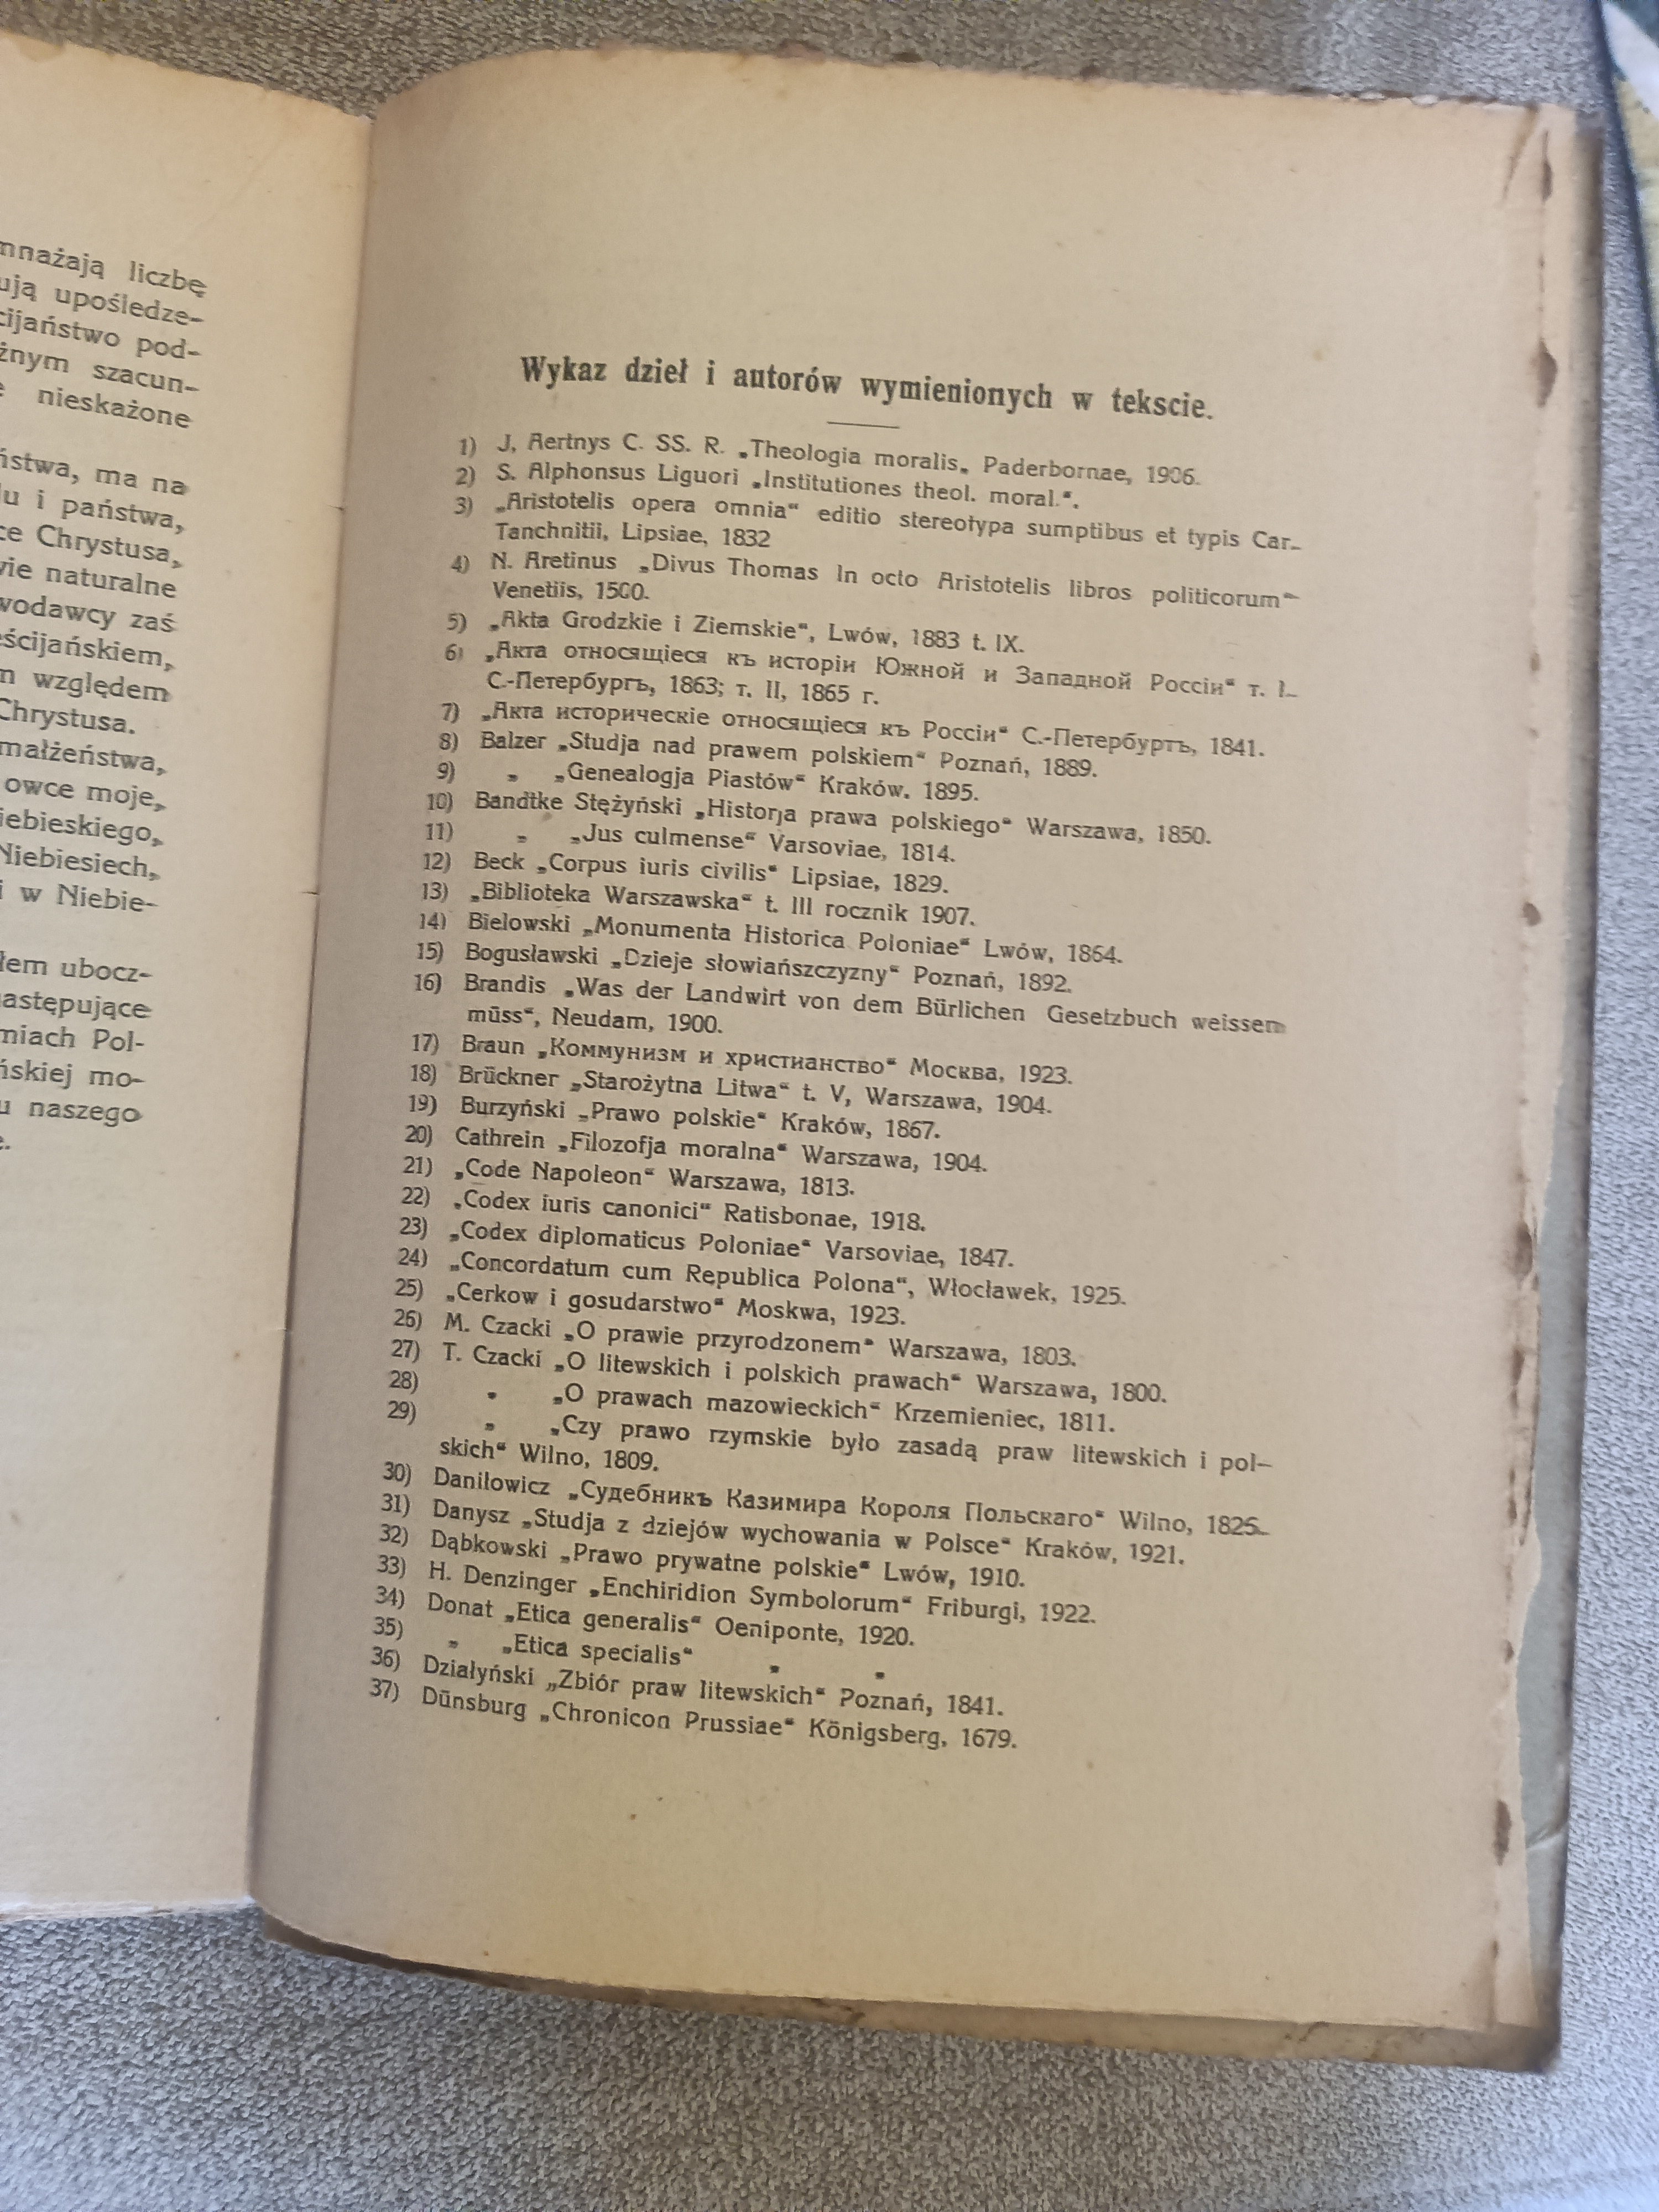 mnażają liczbę
ują upośledze-
cijaństwo pod-
żnym szacun-
nieskażone
ństwa, ma na
du i państwa,
ce Chrystusa,
wie naturalne
wodawcy zaś
eścijańskiem,
m względem
Chrystusa.
małżeństwa,
owce moje,
iebieskiego,
Niebiesiech,
i w Niebie-
łem ubocz-
następujące
miach Pol-
ńskiej mo-
u naszego
e.
Wykaz dzieł i autorów wymienionych w tekscie.
1) J, Aertnys C. SS. R. „Theologia moralis„ Paderbornae, 1906.
2) S. Alphonsus Liguori „Institutiones theol. moral.“.
3) „Aristotelis opera omnia“ editio stereotypa sumptibus et typis Car-
Tanchnitii, Lipsiae, 1832
4) N. Aretinus „Divus Thomas in octo Aristotelis libros politicorum“
Venetiis, 1500.
5) „Akta Grodzkie i Ziemskie“, Lwów, 1883 t. IX.
6) „Акта относящіеся къ исторіи Южной и Западной Россіи“ т. I-
С.-Петербургъ, 1863; т. II, 1865 г.
7) „Акта историческіе относящіеся къ Россіи“ С.-Петербуртъ, 1841.
8) Balzer „Studja nad prawem polskiem“ Poznań, 1889.
9) „ „Genealogja Piastów“ Kraków. 1895.
10) Bandtke Stężyński „Historja prawa polskiego“ Warszawa, 1850.
11) „ „Jus culmense“ Varsoviae, 1814.
12) Beck „Corpus iuris civilis“ Lipsiae, 1829.
13) „Biblioteka Warszawska“ t. III rocznik 1907.
14) Bielowski „Monumenta Historica Poloniae“ Lwów, 1864.
15) Bogusławski „Dzieje słowiańszczyzny“ Poznań, 1892.
16) Brandis „Was der Landwirt von dem Bürlichen Gesetzbuch weissen
müss“, Neudam, 1900.
17) Braun „Коммунизм и христианство“ Москва, 1923.
18) Brückner „Starożytna Litwa“ t. V, Warszawa, 1904.
19) Burzyński „Prawo polskie“ Kraków, 1867.
20) Cathrein „Filozofja moralna“ Warszawa, 1904.
21) „Code Napoleon“ Warszawa, 1813.
22) „Codex iuris canonici“ Ratisbonae, 1918.
23) „Codex diplomaticus Poloniae“ Varsoviae, 1847.
24) „Concordatum cum Republica Polona“, Włocławek, 1925.
25) „Cerkow i gosudarstwo“ Moskwa, 1923.
26) M. Czacki „O prawie przyrodzonem“ Warszawa, 1803.
27) T. Czacki „O litewskich i polskich prawach“ Warszawa, 1800.
28) „ „O prawach mazowieckich“ Krzemieniec, 1811.
29) „ „Czy prawo rzymskie było zasadą praw litewskich i pol-
skich“ Wilno, 1809.
30) Danilowicz „Судебникъ Казимира Короля Польскаго“ Wilno, 1826.
31) Danysz „Studja z dziejów wychowania w Polsce“ Kraków, 1921.
32) Dąbkowski „Prawo prywatne polskie“ Lwów, 1910.
33) H. Denzinger „Enchiridion Symbolorum“ Friburgi, 1922.
34) Donat „Etica generalis“ Oeniponte, 1920.
35) „ „Etica specialis“ „ „
36) Działyński „Zbiór praw litewskich“ Poznań, 1841.
37) Dünsburg „Chronicon Prussiae“ Königsberg, 1679.